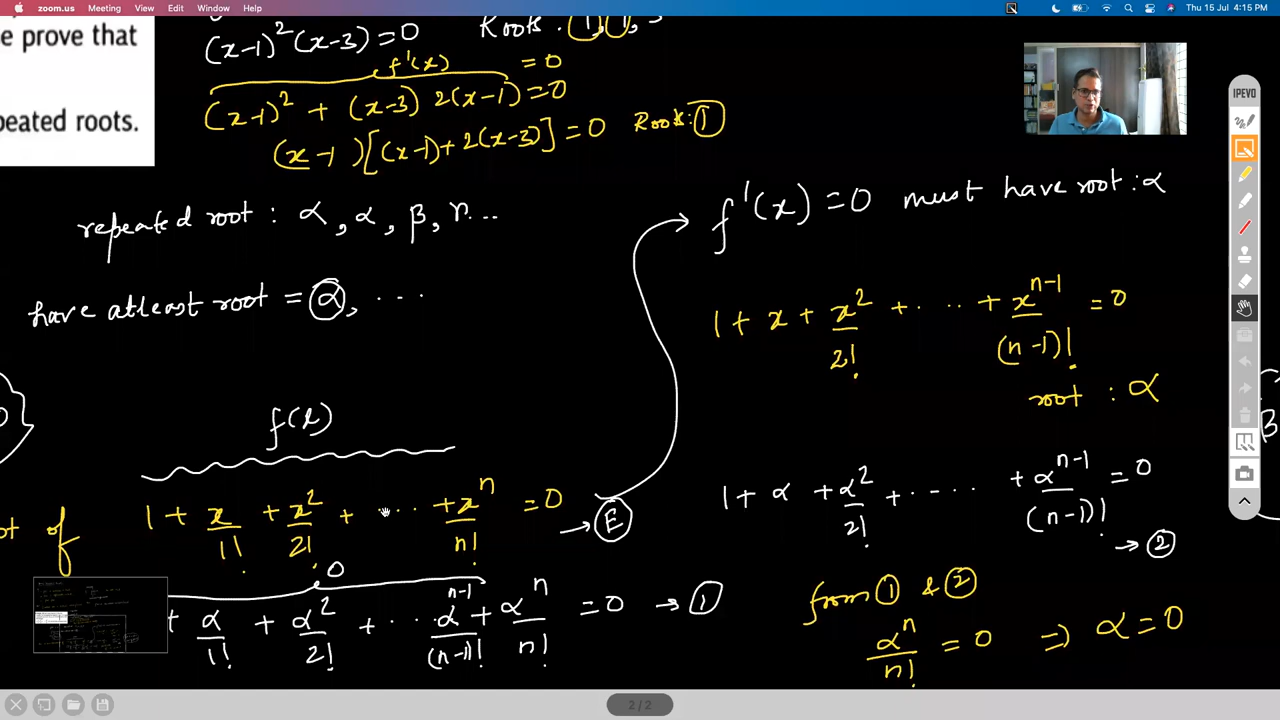 zoom.us Meeting View Edit Window Help Thu 15 Jul 4:15 PM
e prove that
peated roots.
(x-1)²(x-3)=0 Roots: 1, 1,
f'(x) = 0
(x-1)² + (x-3) 2(x-1)=0
(x-1)[(x-1)+2(x-3)]=0 Roots: 1
repeated root : α, α, β, γ...
have atleast root = α, ...
f(x)
ot of
1 + x/1! + x²/2! + ... + xⁿ/n! = 0 → E
0
+ α/1! + α²/2! + ... αⁿ⁻¹/(n-1)! + αⁿ/n! = 0 → 1
f'(x)=0 must have root: α
1 + x + x²/2! + ... + xⁿ⁻¹/(n-1)! = 0
root : α
1 + α + α²/2! + ... + αⁿ⁻¹/(n-1)! = 0
→ 2
from 1 & 2
αⁿ/n! = 0 ⇒ α = 0
IPEVO
2 / 2